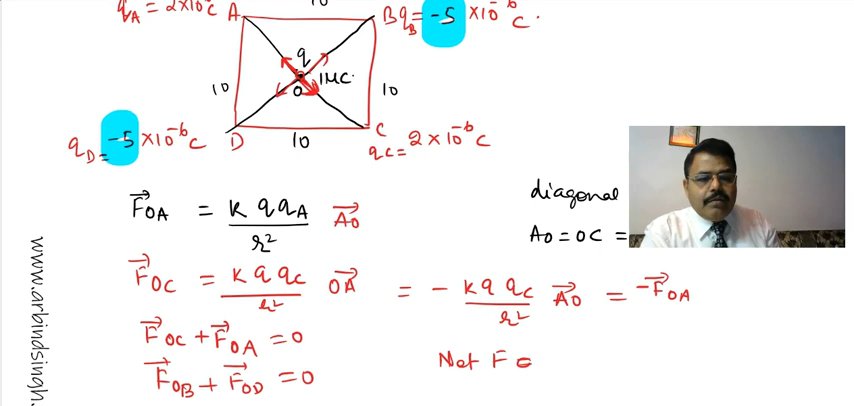 10
qA = 2×10⁻⁶ C A
B qB = -5 ×10⁻⁶ C.
q
1μC.
10 O 10
qD = -5 ×10⁻⁶ C D 10 C
qC = 2 × 10⁻⁶ C
diagonal
AO = OC =
F⃗OA = K q qA / r² A⃗O
F⃗OC = K q qC / r² O⃗A = - K q qC / r² A⃗O = -F⃗OA
F⃗OC + F⃗OA = 0
F⃗OB + F⃗OD = 0
Net F
www.arbindsingh.